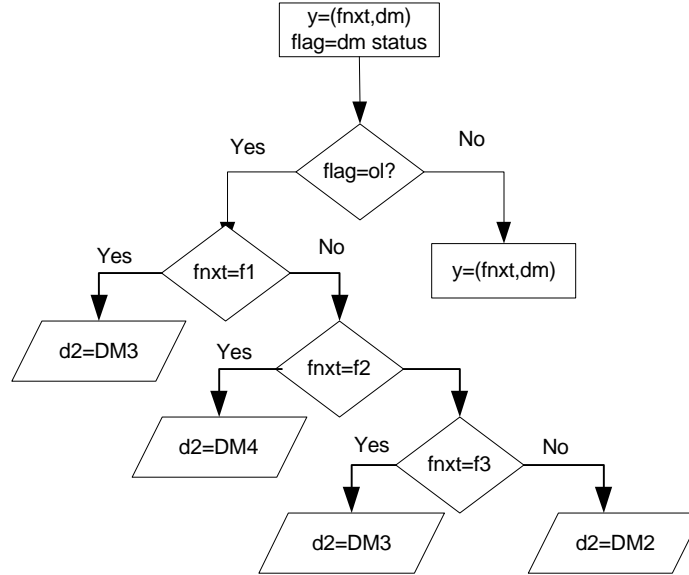 y=(fnxt,dm)
flag=dm status
Yes
No
flag=ol?
Yes
No
fnxt=f1
y=(fnxt,dm)
d2=DM3
Yes
fnxt=f2
d2=DM4
Yes
No
fnxt=f3
d2=DM3
d2=DM2